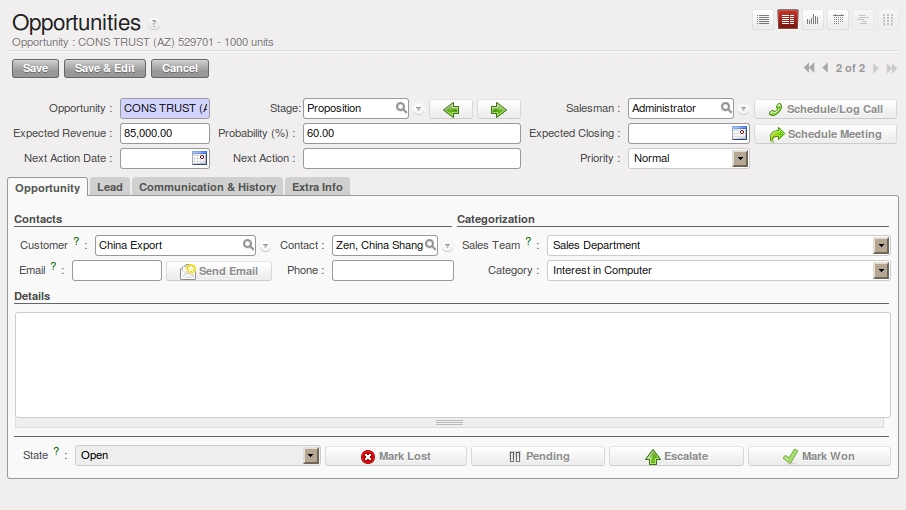 Opportunities ?
Opportunity : CONS TRUST (AZ) 529701 - 1000 units
Save Save & Edit Cancel 2 of 2
Opportunity : CONS TRUST (A Stage: Proposition Salesman : Administrator Schedule/Log Call
Expected Revenue : 85,000.00 Probability (%) : 60.00 Expected Closing : Schedule Meeting
Next Action Date : Next Action : Priority : Normal
Opportunity Lead Communication & History Extra Info
Contacts Categorization
Customer ? : China Export Contact : Zen, China Shang Sales Team ? : Sales Department
Email ? : Send Email Phone : Category : Interest in Computer
Details
State ? : Open Mark Lost Pending Escalate Mark Won